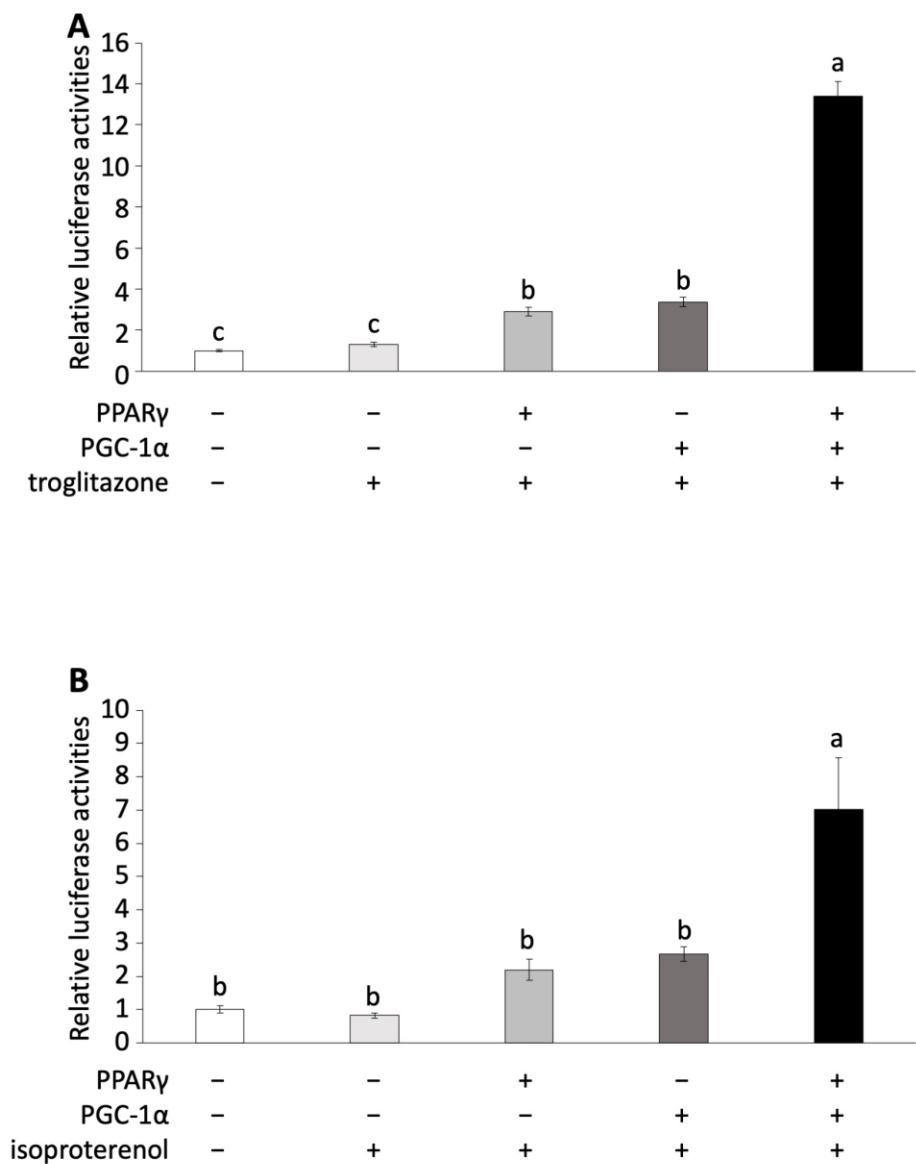 A
Relative luciferase activities
16
14
12
10
8
6
4
2
0
c
c
b
b
a
PPARγ – – + – +
PGC-1α – – – + +
troglitazone – + + + +
B
Relative luciferase activities
10
9
8
7
6
5
4
3
2
1
0
b
b
b
b
a
PPARγ – – + – +
PGC-1α – – – + +
isoproterenol – + + + +